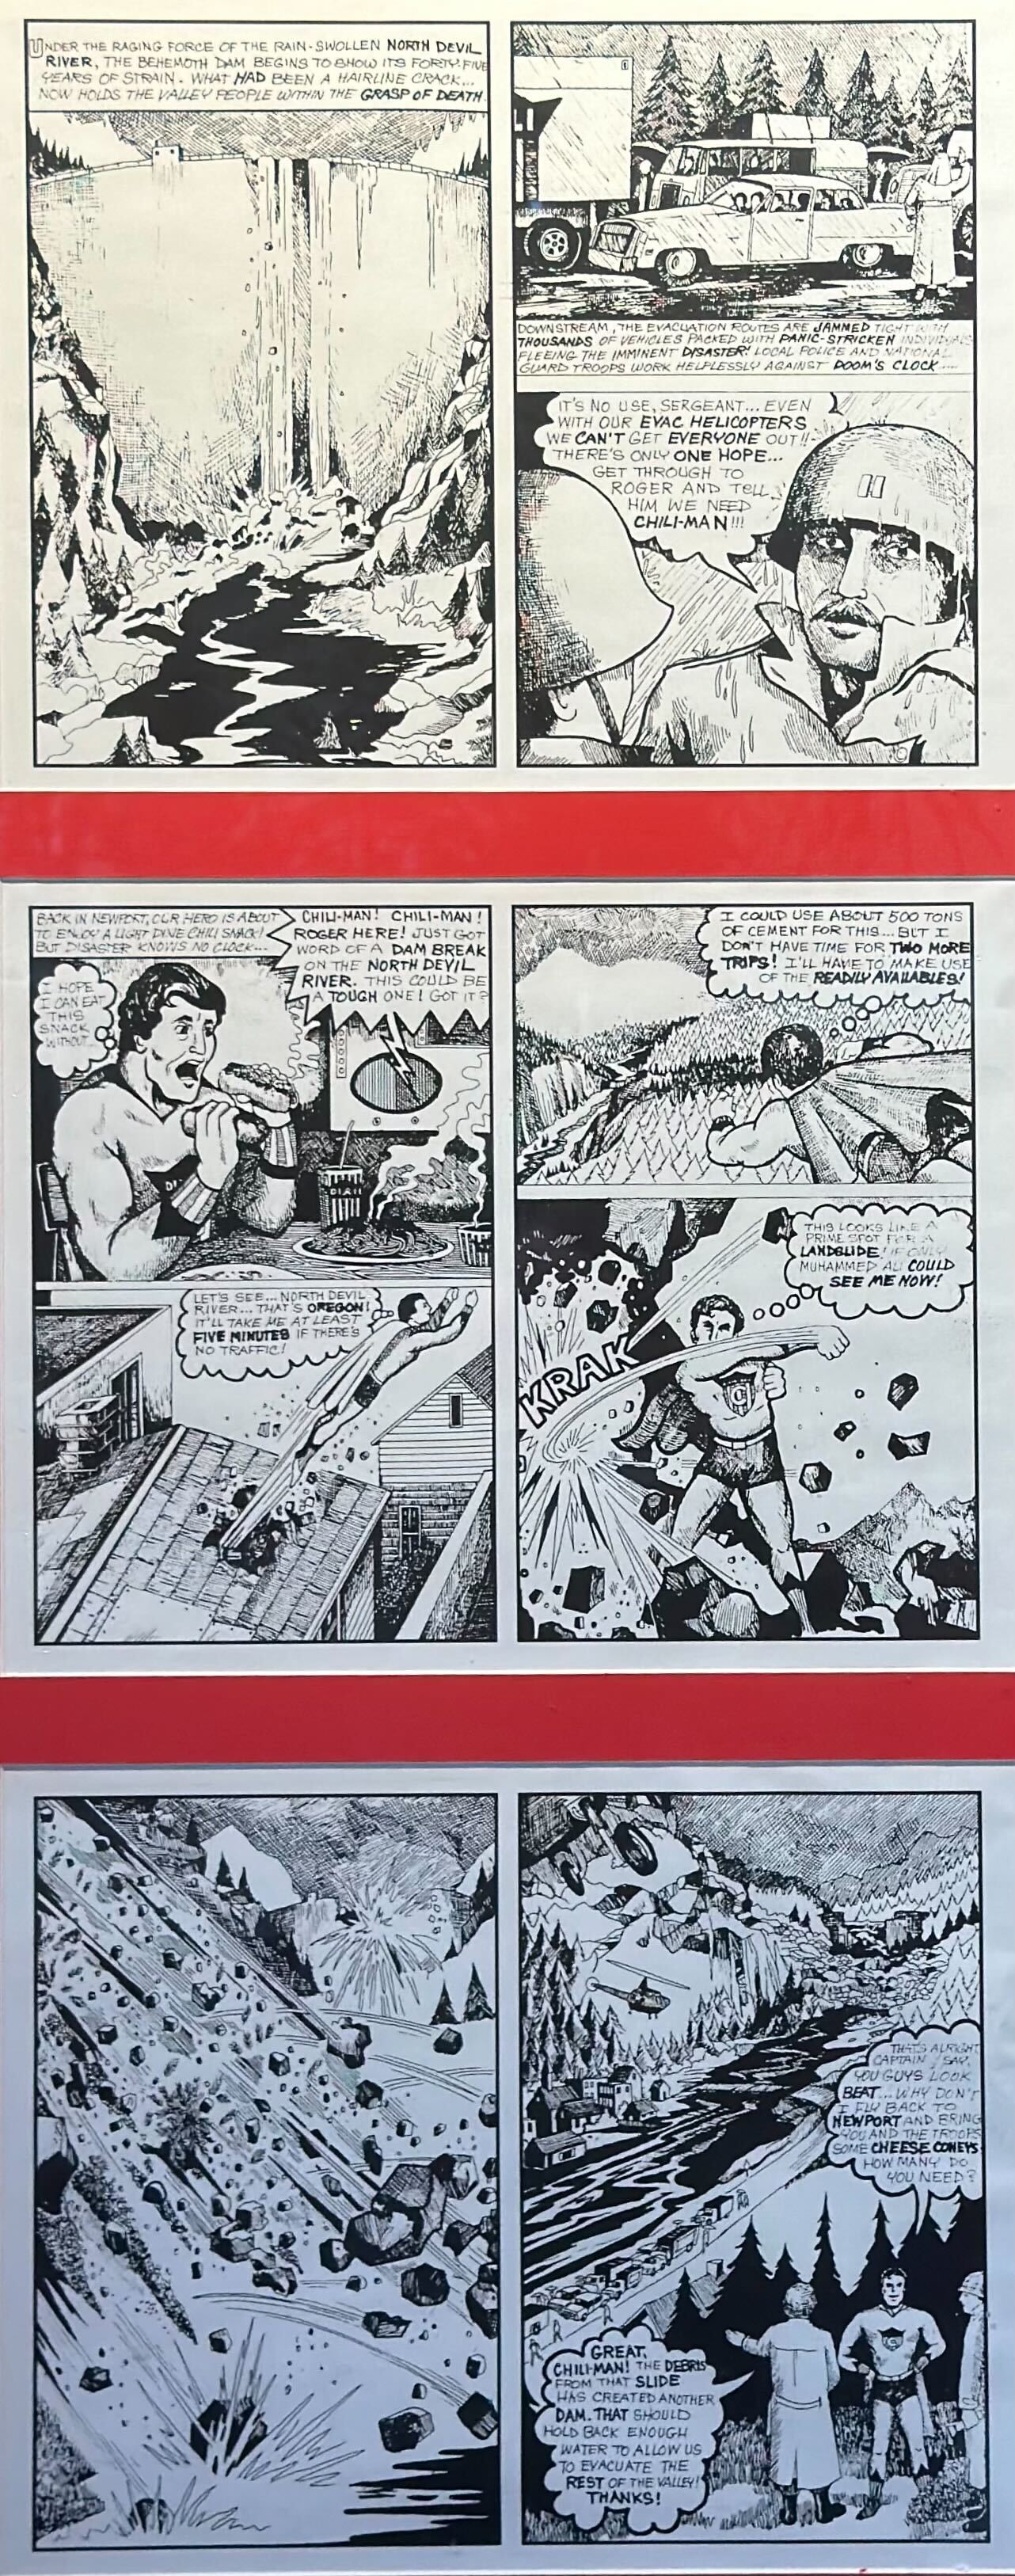 UNDER THE RAGING FORCE OF THE RAIN-SWOLLEN NORTH DEVIL
RIVER, THE BEHEMOTH DAM BEGINS TO SHOW ITS FORTY-FIVE
YEARS OF STRAIN. WHAT HAD BEEN A HAIRLINE CRACK...
NOW HOLDS THE VALLEY PEOPLE WITHIN THE GRASP OF DEATH
DOWNSTREAM, THE EVACUATION ROUTES ARE JAMMED TIGHT WITH
THOUSANDS OF VEHICLES PACKED WITH PANIC-STRICKEN INDIVIDUALS
FLEEING THE IMMINENT DISASTER! LOCAL POLICE AND NATIONAL
GUARD TROOPS WORK HELPLESSLY AGAINST DOOM'S CLOCK....
IT'S NO USE, SERGEANT... EVEN
WITH OUR EVAC HELICOPTERS
WE CAN'T GET EVERYONE OUT!!
THERE'S ONLY ONE HOPE...
GET THROUGH TO
ROGER AND TELL
HIM WE NEED
CHILI-MAN!!!
BACK IN NEWPORT, OUR HERO IS ABOUT
TO ENJOY A LIGHT DIXIE CHILI SNACK!
BUT DISASTER KNOWS NO CLOCK...
I HOPE
I CAN EAT
THIS
SNACK
WITHOUT...
CHILI-MAN! CHILI-MAN!
ROGER HERE! JUST GOT
WORD OF A DAM BREAK
ON THE NORTH DEVIL
RIVER. THIS COULD BE
A TOUGH ONE! GOT IT?
LET'S SEE... NORTH DEVIL
RIVER... THAT'S OREGON!
IT'LL TAKE ME AT LEAST
FIVE MINUTES IF THERE'S
NO TRAFFIC!
I COULD USE ABOUT 500 TONS
OF CEMENT FOR THIS... BUT I
DON'T HAVE TIME FOR TWO MORE
TRIPS! I'LL HAVE TO MAKE USE
OF THE READILY AVAILABLES!
THIS LOOKS LIKE A
PRIME SPOT FOR A
LANDSLIDE! IF ONLY
MUHAMMED ALI COULD
SEE ME NOW!
KRAK
C
THAT'S ALRIGHT,
CAPTAIN! SAY,
YOU GUYS LOOK
BEAT... WHY DON'T
I FLY BACK TO
NEWPORT AND BRING
YOU AND THE TROOPS
SOME CHEESE CONEYS
HOW MANY DO
YOU NEED?
GREAT,
CHILI-MAN! THE DEBRIS
FROM THAT SLIDE
HAS CREATED ANOTHER
DAM. THAT SHOULD
HOLD BACK ENOUGH
WATER TO ALLOW US
TO EVACUATE THE
REST OF THE VALLEY!
THANKS!